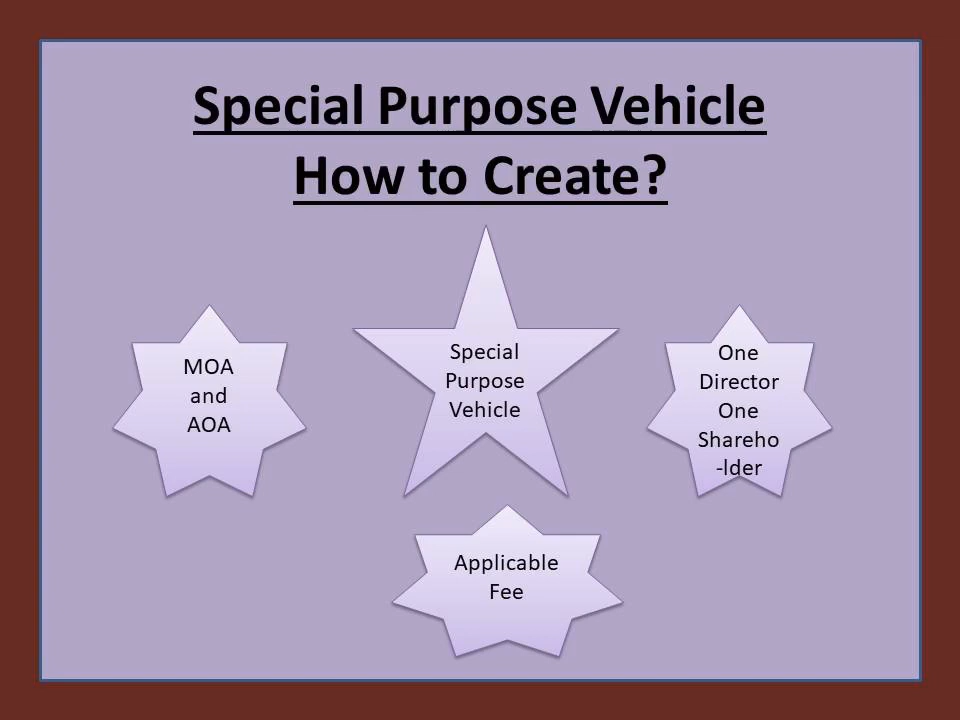 Special Purpose Vehicle
How to Create?
MOA
and
AOA
Special
Purpose
Vehicle
One
Director
One
Shareho
-lder
Applicable
Fee